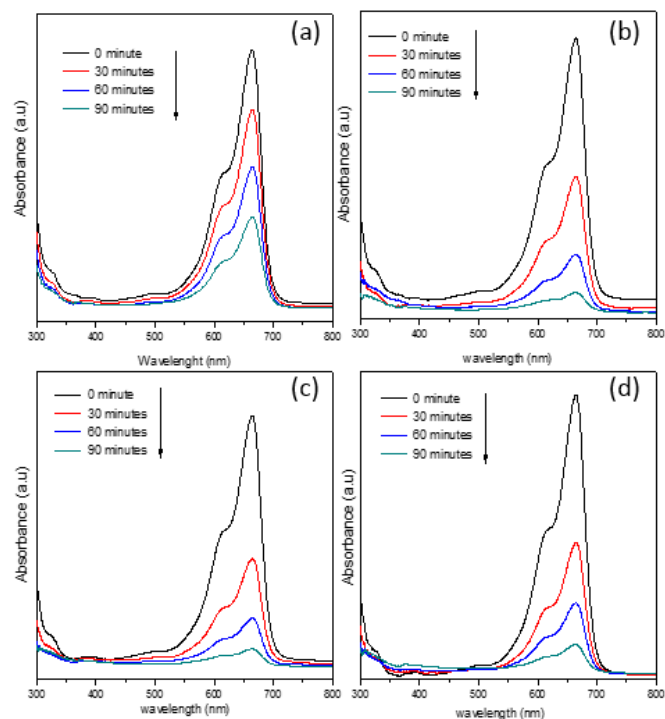 (a)
0 minute
30 minutes
60 minutes
90 minutes
Absorbance (a.u)
300 400 500 600 700 800
Wavelenght (nm)
(b)
0 minute
30 minutes
60 minutes
90 minutes
Absorbance (a.u)
300 400 500 600 700 800
wavelength (nm)
(c)
0 minute
30 minutes
60 minutes
90 minutes
Absorbance (a.u)
300 400 500 600 700 800
wavelength (nm)
(d)
0 minute
30 minutes
60 minutes
90 minutes
Absorbance (a.u)
300 400 500 600 700 800
wavelength (nm)